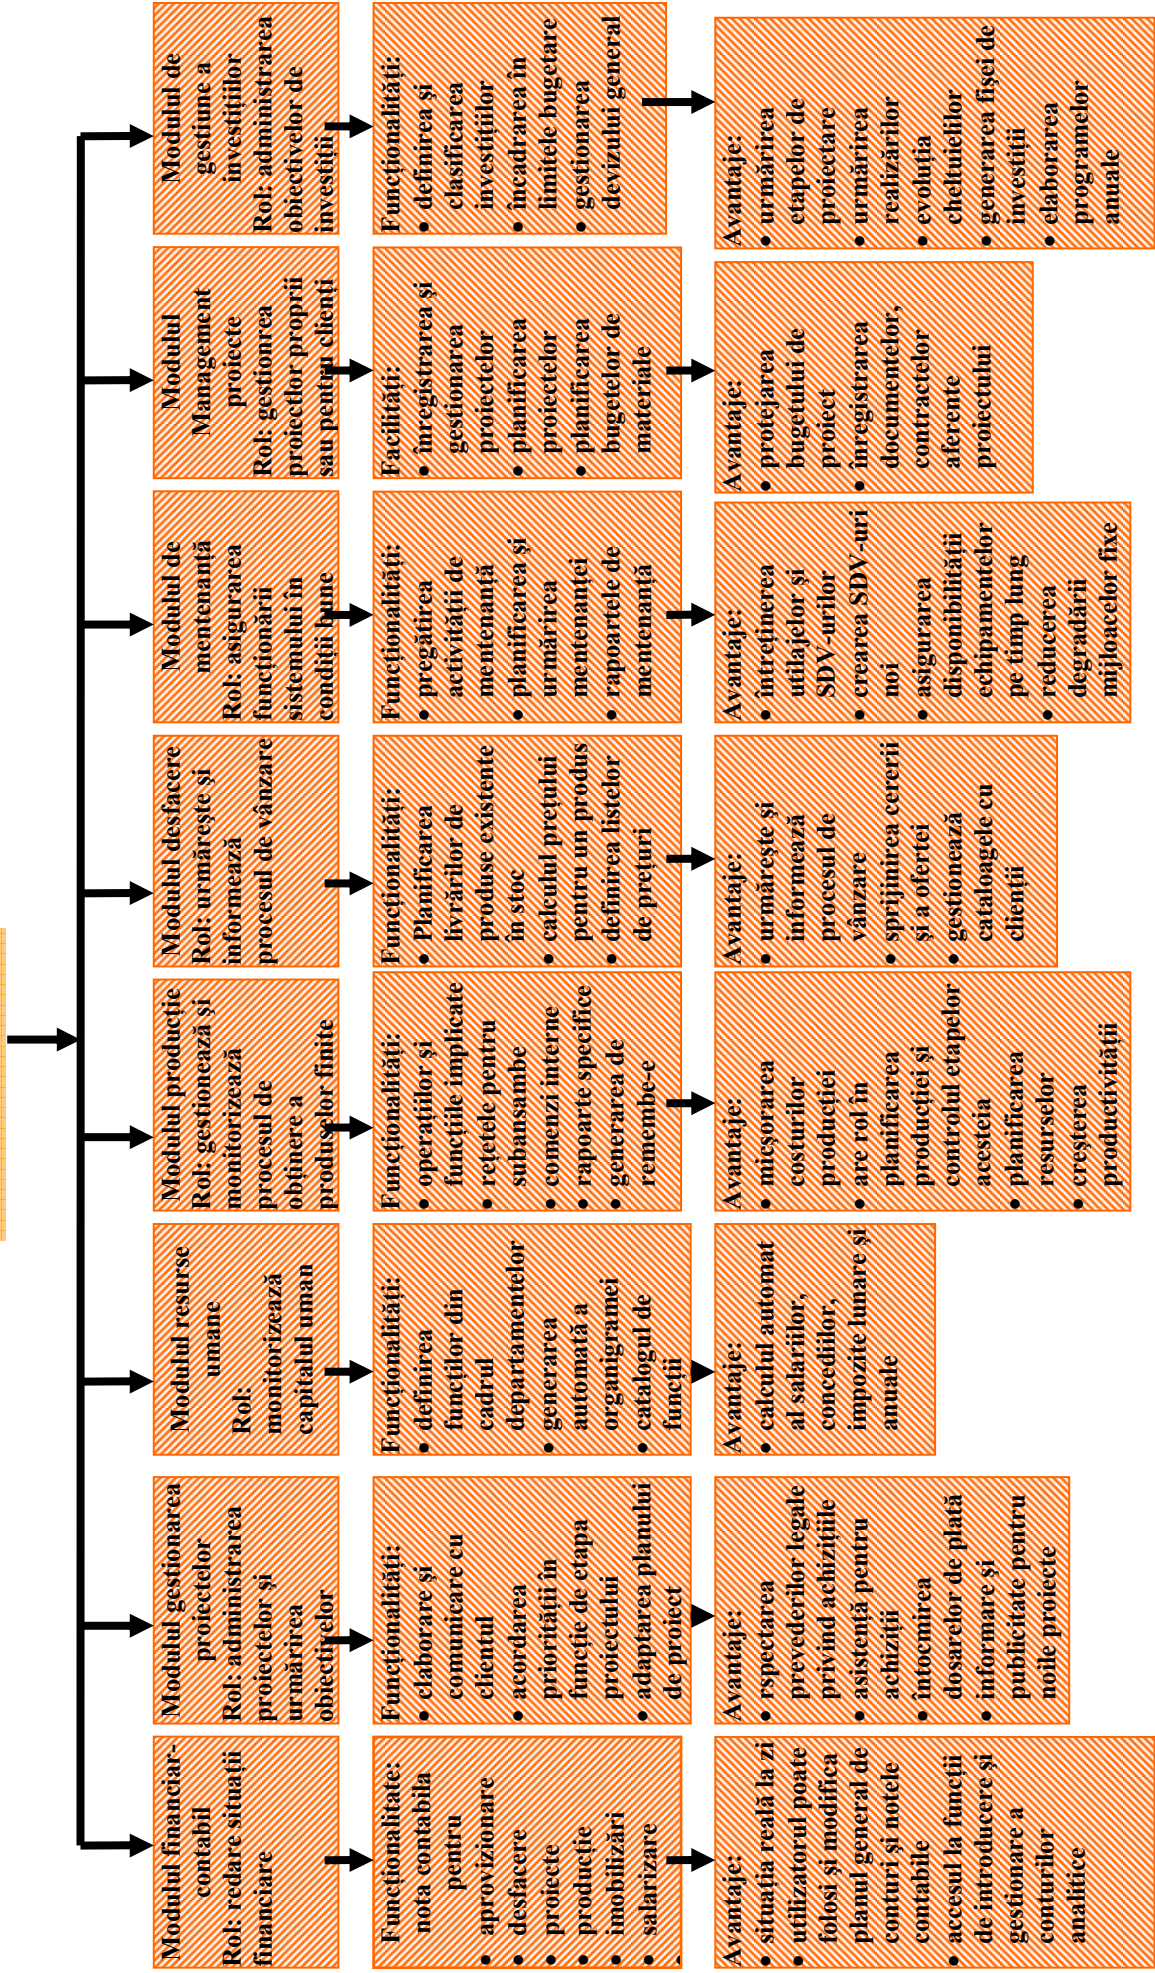 Modulul financiar-
contabil
Rol: redare situații
financiare
Funcționalitate:
nota contabila
pentru
• aprovizionare
• desfacere
• proiecte
• producție
• imobilizări
• salarizare
•
Avantaje:
• situația reală la zi
• utilizatorul poate
folosi și modifica
planul general de
conturi și notele
contabile
• accesul la funcții
de introducere și
gestionare a
conturilor
analitice
Modulul gestionarea
proiectelor
Rol: administrarea
proiectelor și
urmărirea
obiectivelor
Funcționalități:
• claborare și
comunicare cu
clientul
• acordarea
priorității în
funcție de etapa
proiectului
• adaptarea planului
de proiect
Avantaje:
• rspectarea
prevederilor legale
privind achizițiile
• asistență pentru
achiziții
• întocmirea
dosarelor de plată
• informare și
publicitate pentru
noile proiecte
Modulul resurse
umane
Rol:
monitorizează
capitalul uman
Funcționalități:
• definirea
funcțiilor din
cadrul
departamentelor
• generarea
automată a
organigramei
• catalogul de
funcții
Avantaje:
• calculul automat
al salariilor,
concediilor,
impozite lunare și
anuale
Modulul producție
Rol: gestionează și
monitorizează
procesul de
obținere a
produselor finite
Funcționalități:
• operațiilor și
funcțiile implicate
• rețetele pentru
subansambe
• comenzi interne
• rapoarte specifice
• generarea de
remembe-e
Avantaje:
• micșorarea
costurilor
producției
• are rol în
planificarea
producției și
controlul etapelor
acesteia
• planificarea
resurselor
• creșterea
productivității
Modulul desfacere
Rol: urmărește și
informează
procesul de vânzare
Funcționalități:
• Planificarea
livrărilor de
produse existente
în stoc
• calculul prețului
pentru un produs
• definirea listelor
de prețuri
Avantaje:
• urmărește și
informează
procesul de
vânzare
• sprijinirea cererii
și a ofertei
• gestionează
cataloagele cu
clienții
Modulul de
mentenanță
Rol: asigurarea
funcționării
sistemului în
conditii bune
Funcționalități:
• pregătirea
activității de
mentenanță
• planificarea și
urmărirea
mentenanței
• rapoartele de
mentenanță
Avantaje:
• întreținerea
utilajelor și
SDV-urilor
• crearea SDV-uri
noi
• asigurarea
disponibilității
echipamentelor
pe timp lung
• reducerea
degradării
mijloacelor fixe
Modulul
Management
proiecte
Rol: gestionrea
proiectlor proprii
sau pentru clienți
Facilități:
• înregistrarea și
gestionarea
proiectelor
• planificarea
proiectelor
• planificarea
bugetelor de
materiale
Avantaje:
• protejarea
bugetului de
proiect
• înregistrarea
documentelor,
contractelor
aferente
proiectului
Modulul de
gestiune a
investițiilor
Rol: administrarea
obiectivelor de
investiții
Funcționalități:
• definirea și
clasificarea
investițiilor
• încadrarea în
limitele bugetare
• gestionarea
devizului general
Avantaje:
• urmărirea
etapelor de
proiectare
• urmărirea
realizărilor
• evoluția
cheltuielilor
• generarea fișei de
investiții
• elaborarea
programelor
anuale